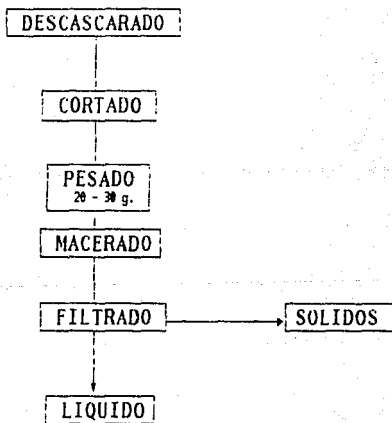 DESCASCARADO
CORTADO
PESADO
20 - 30 g.
MACERADO
FILTRADO
SOLIDOS
LIQUIDO